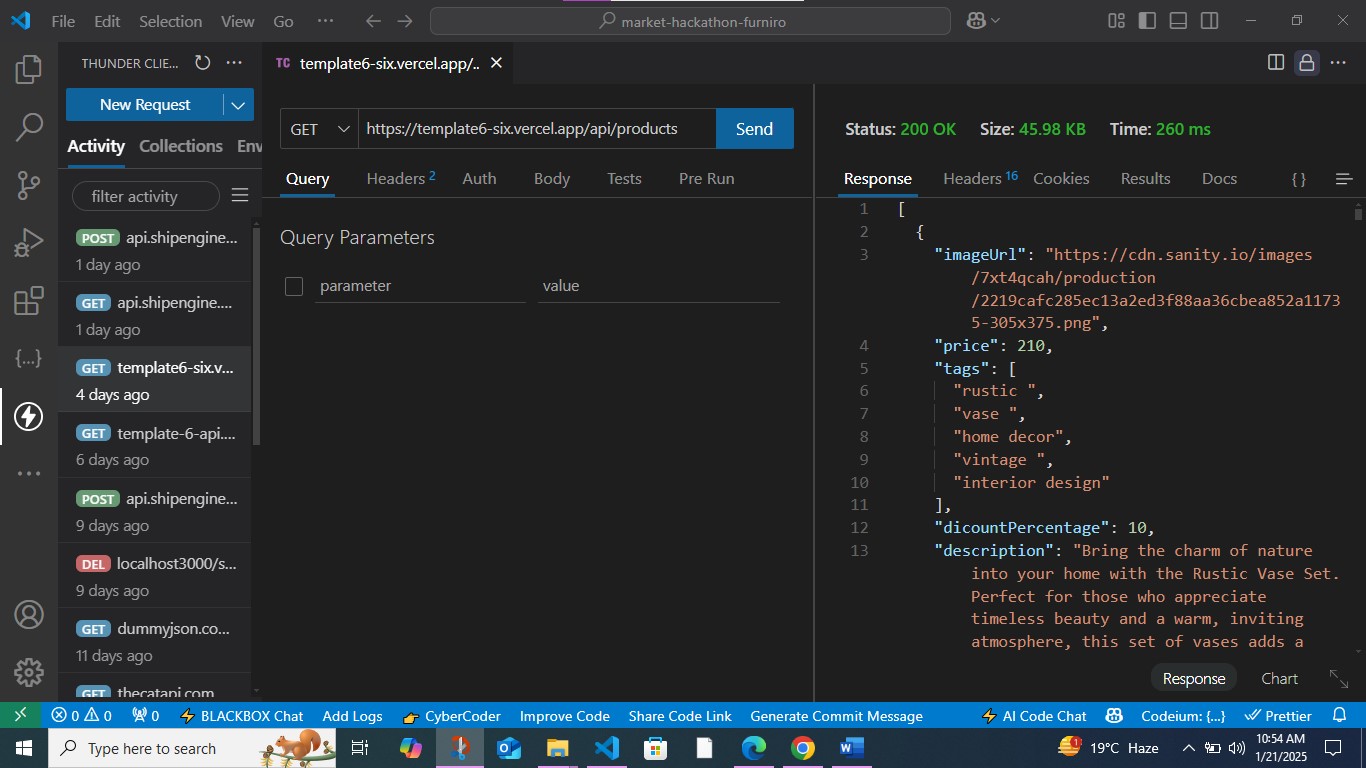 File Edit Selection View Go ··· market-hackathon-furniro
THUNDER CLIE... ···
New Request
Activity Collections Env
filter activity
POST api.shipengine...
1 day ago
GET api.shipengine....
1 day ago
GET template6-six.v...
4 days ago
GET template-6-api....
6 days ago
POST api.shipengine...
9 days ago
DEL localhost3000/s...
9 days ago
GET dummyjson.co...
11 days ago
GET thecatapi.com
TC template6-six.vercel.app/..
GET https://template6-six.vercel.app/api/products Send
Query Headers 2 Auth Body Tests Pre Run
Query Parameters
parameter value
Status: 200 OK Size: 45.98 KB Time: 260 ms
Response Headers 16 Cookies Results Docs { }
1 [
2 {
3 "imageUrl": "https://cdn.sanity.io/images
/7xt4qcah/production
/2219cafc285ec13a2ed3f88aa36cbea852a1173
5-305x375.png",
4 "price": 210,
5 "tags": [
6 "rustic ",
7 "vase ",
8 "home decor",
9 "vintage ",
10 "interior design"
11 ],
12 "dicountPercentage": 10,
13 "description": "Bring the charm of nature
into your home with the Rustic Vase Set.
Perfect for those who appreciate
timeless beauty and a warm, inviting
atmosphere, this set of vases adds a
Response Chart
0 0 0 BLACKBOX Chat Add Logs CyberCoder Improve Code Share Code Link Generate Commit Message AI Code Chat Codeium: {...} Prettier
Type here to search 1 19°C Haze 10:54 AM
1/21/2025